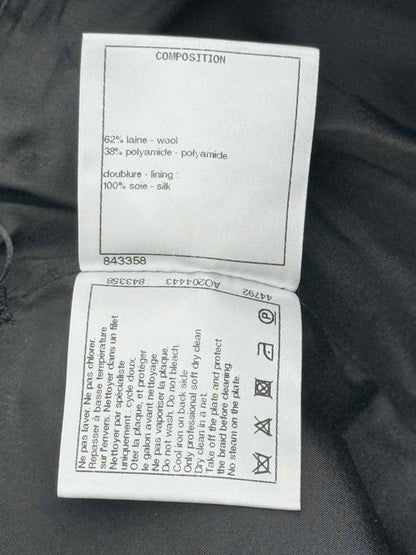 COMPOSITION
62% laine - wool
38% polyamide - polyamide
doublure - lining :
100% soie - silk
843358
44792 AO204443 843358
Ne pas laver. Ne pas chlorer.
Repasser à basse température
sur l'envers. Nettoyer dans un filet
Nettoyer par spécialiste
uniquement : cycle doux.
Oter la plaque, et protéger
le galon avant nettoyage.
Ne pas vaporiser la plaque.
Do not wash. Do not bleach.
Cool iron on back side
Only professional soft dry clean
Dry clean in a net.
Take off the plate and protect
the braid before cleaning.
No steam on the plate.